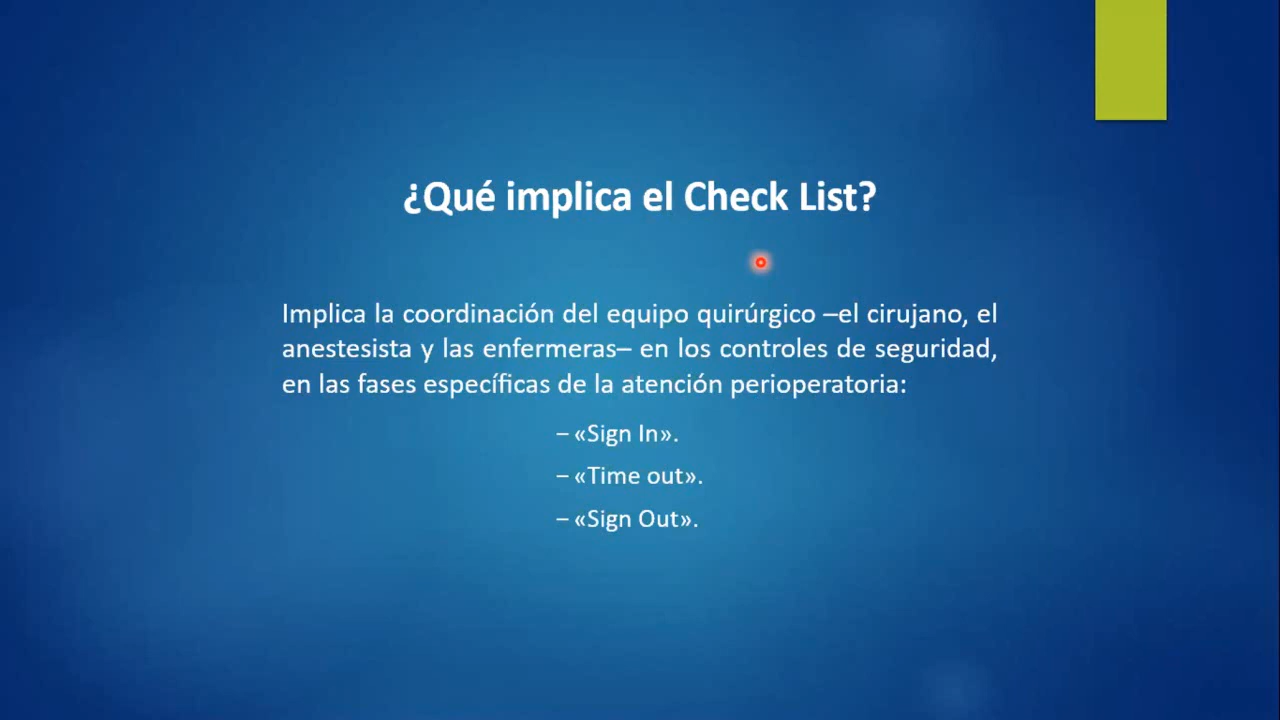 ¿Qué implica el Check List?
Implica la coordinación del equipo quirúrgico –el cirujano, el
anestesista y las enfermeras– en los controles de seguridad,
en las fases específicas de la atención perioperatoria:
– «Sign In».
– «Time out».
– «Sign Out».